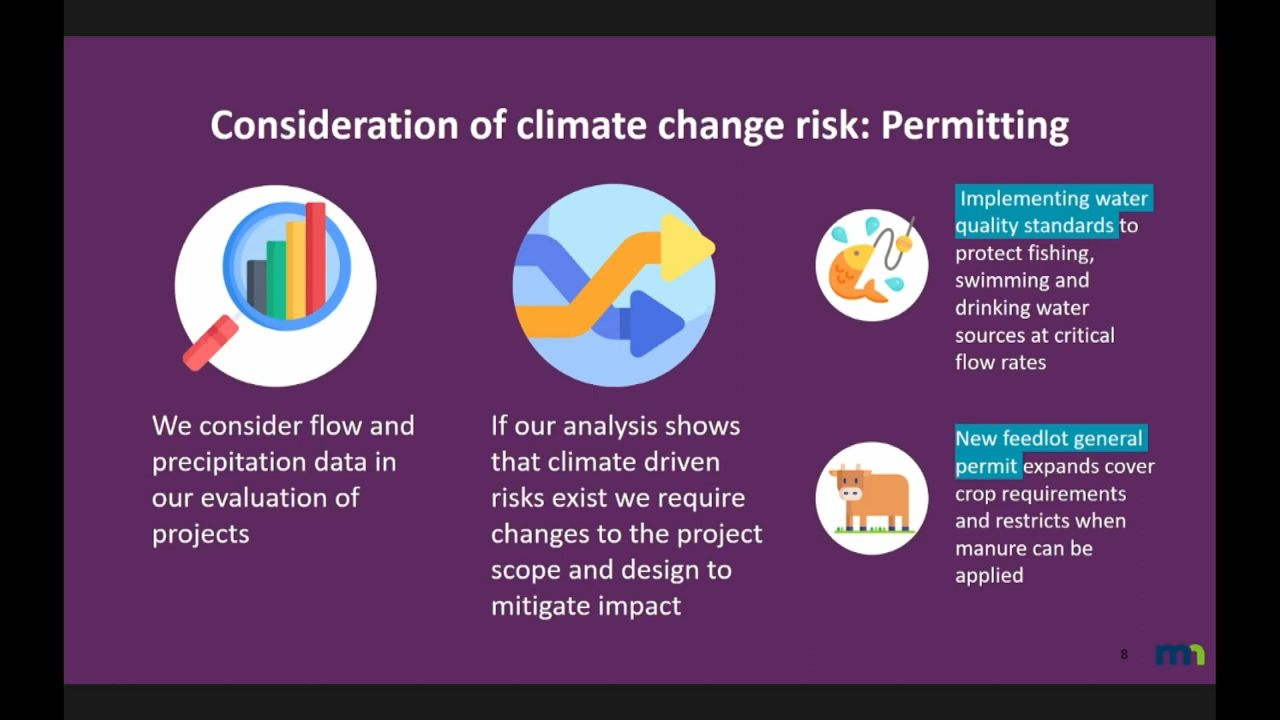 Consideration of climate change risk: Permitting
We consider flow and
precipitation data in
our evaluation of
projects
If our analysis shows
that climate driven
risks exist we require
changes to the project
scope and design to
mitigate impact
Implementing water
quality standards to
protect fishing,
swimming and
drinking water
sources at critical
flow rates
New feedlot general
permit expands cover
crop requirements
and restricts when
manure can be
applied
8
mn